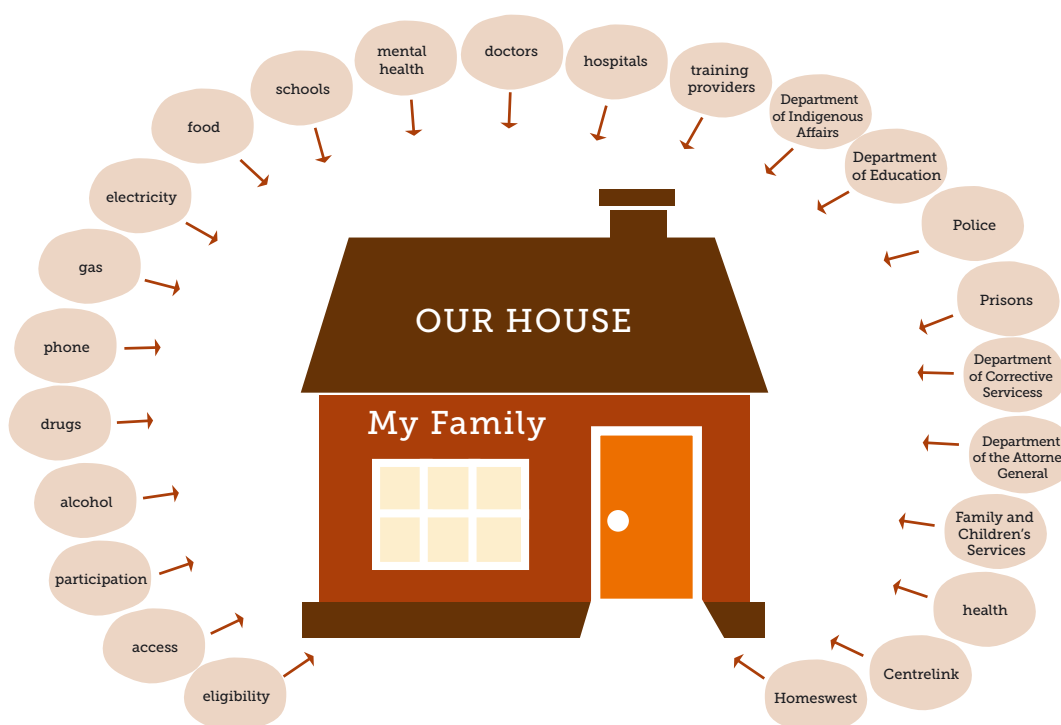 mental
health
doctors
hospitals
training
providers
schools
Department
of Indigenous
Affairs
food
Department
of Education
electricity
Police
gas
Prisons
OUR HOUSE
phone
Department
of Corrective
Servicess
drugs
My Family
Department
of the Attorne
General
alcohol
Family and
Children's
Services
participation
health
access
Centrelink
eligibility
Homeswest